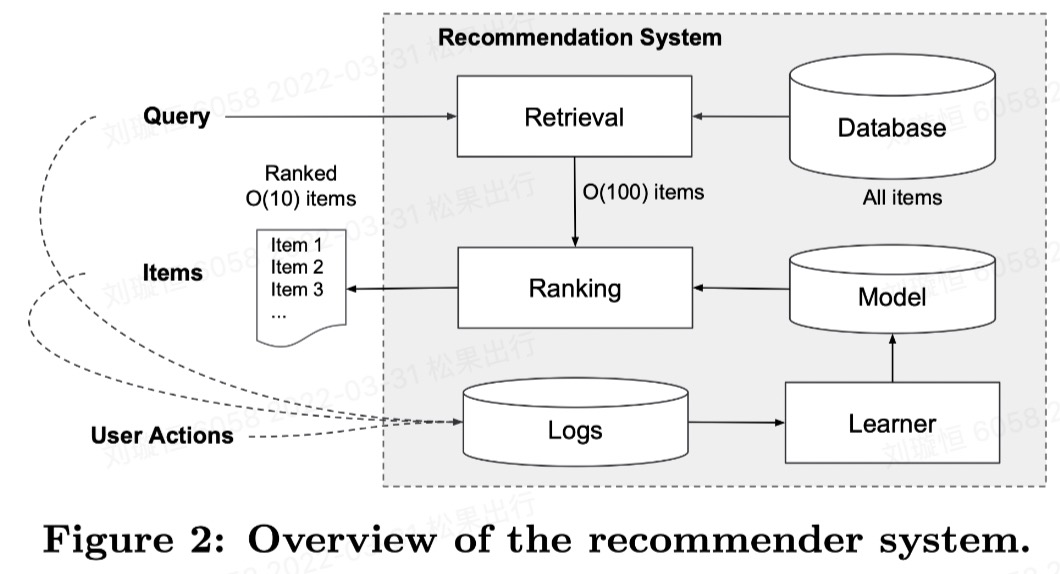 Recommendation System
Query
Retrieval
Database
All items
Ranked
O(10) items
O(100) items
Item 1
Item 2
Item 3
...
Items
Ranking
Model
User Actions
Logs
Learner
Figure 2: Overview of the recommender system.
刘璇恒 6058 2022-03-31 松果出行